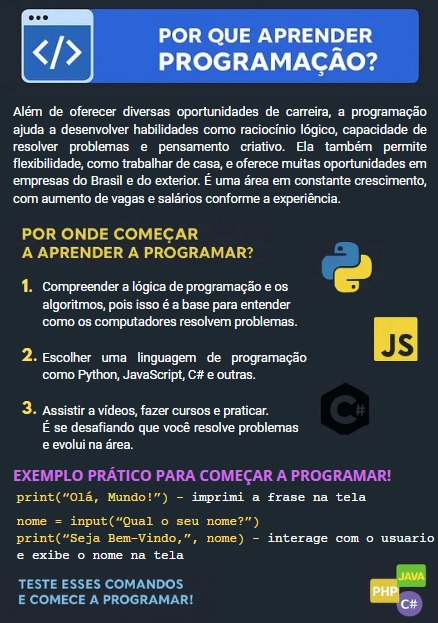 </>
POR QUE APRENDER
PROGRAMAÇÃO?
Além de oferecer diversas oportunidades de carreira, a programação
ajuda a desenvolver habilidades como raciocínio lógico, capacidade de
resolver problemas e pensamento criativo. Ela também permite
flexibilidade, como trabalhar de casa, e oferece muitas oportunidades em
empresas do Brasil e do exterior. É uma área em constante crescimento,
com aumento de vagas e salários conforme a experiência.
POR ONDE COMEÇAR
A APRENDER A PROGRAMAR?
1. Compreender a lógica de programação e os
algoritmos, pois isso é a base para entender
como os computadores resolvem problemas.
JS
2. Escolher uma linguagem de programação
como Python, JavaScript, C# e outras.
C#
3. Assistir a vídeos, fazer cursos e praticar.
É se desafiando que você resolve problemas
e evolui na área.
EXEMPLO PRÁTICO PARA COMEÇAR A PROGRAMAR!
print(“Olá, Mundo!”) – imprimi a frase na tela
nome = input(“Qual o seu nome?”)
print(“Seja Bem-Vindo,”, nome) – interage com o usuario
e exibe o nome na tela
TESTE ESSES COMANDOS
E COMECE A PROGRAMAR!
JAVA
PHP
C#